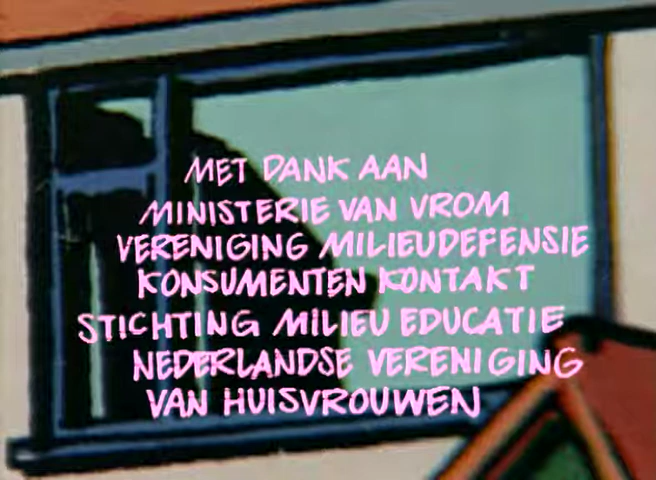 MET DANK AAN
MINISTERIE VAN VROM
VERENIGING MILIEUDEFENSIE
KONSUMENTEN KONTAKT
STICHTING MILIEU EDUCATIE
NEDERLANDSE VERENIGING
VAN HUISVROUWEN